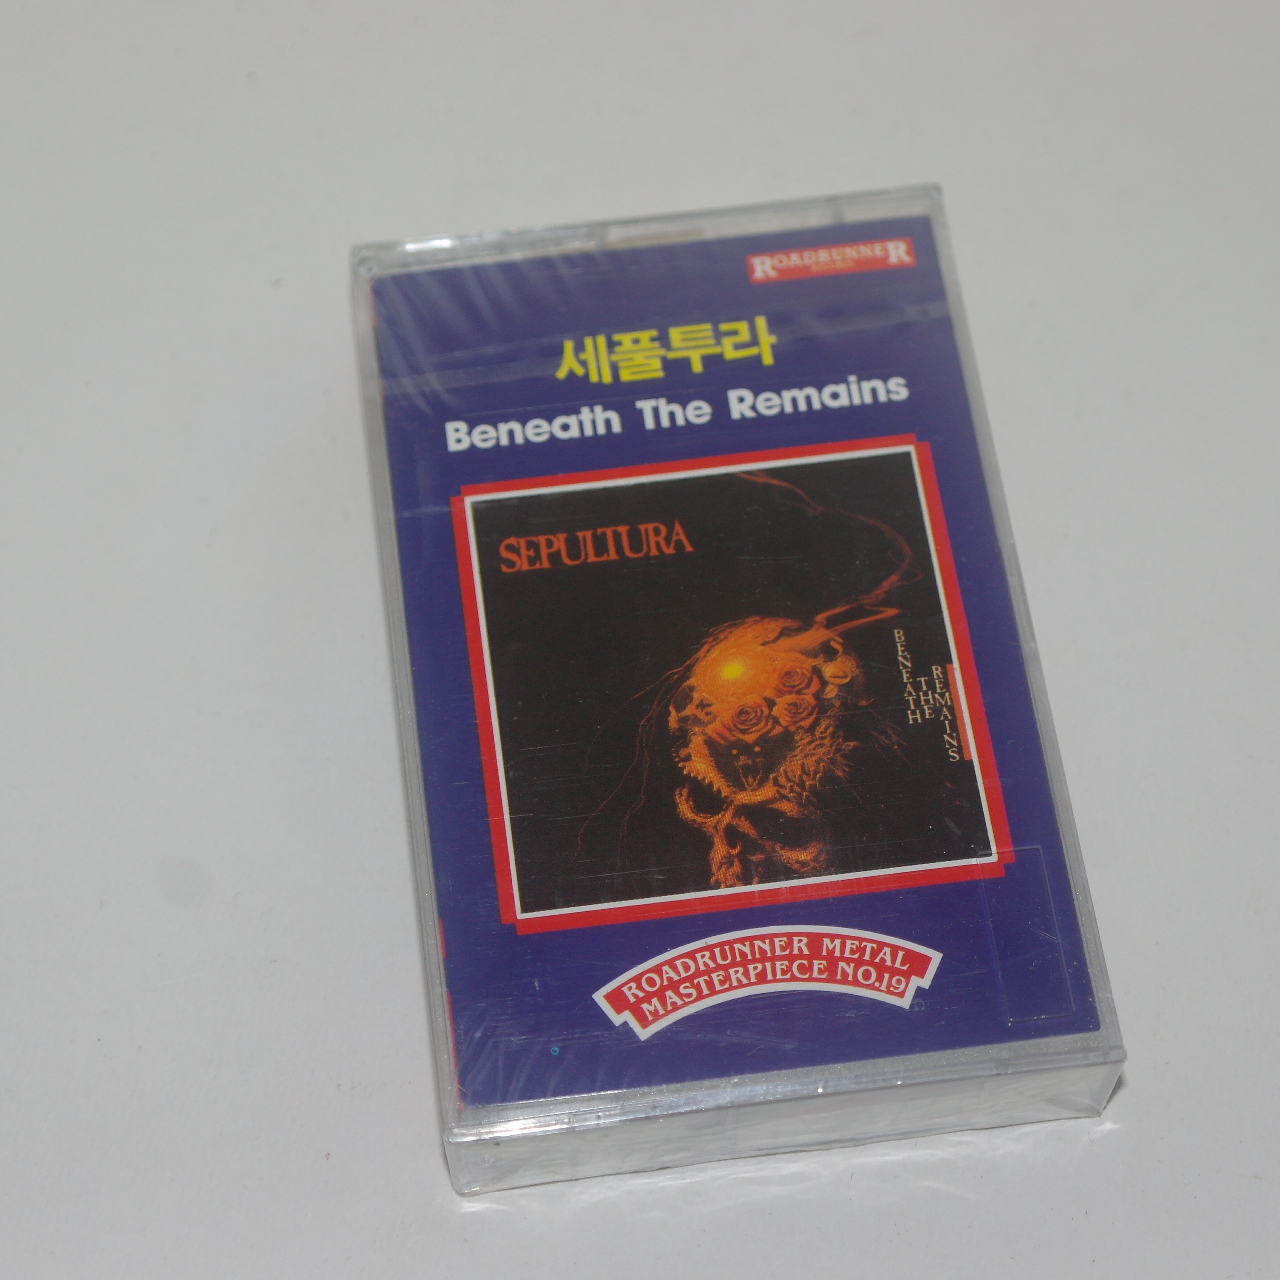 ROADRUNNER
세풀투라
Beneath The Remains
SEPULTURA
BENEATH
THE
REMAINS
ROADRUNNER METAL
MASTERPIECE NO.19